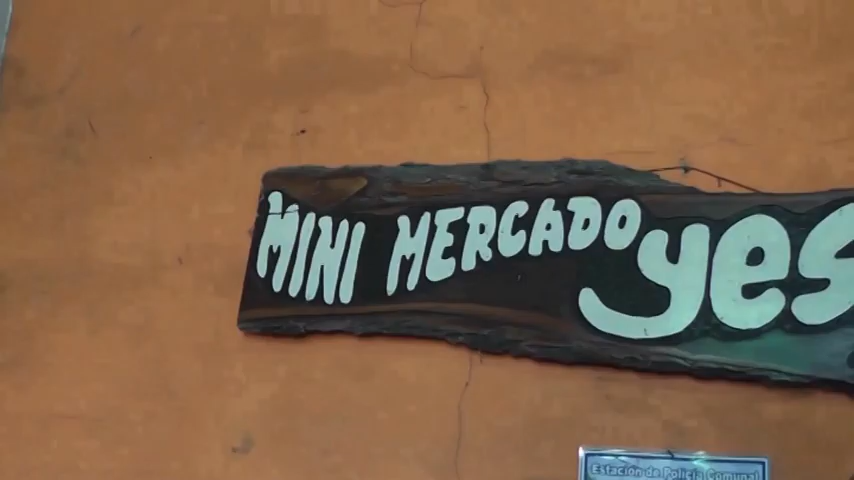 MINI MERCADO yes
Estación de Policía Comunal